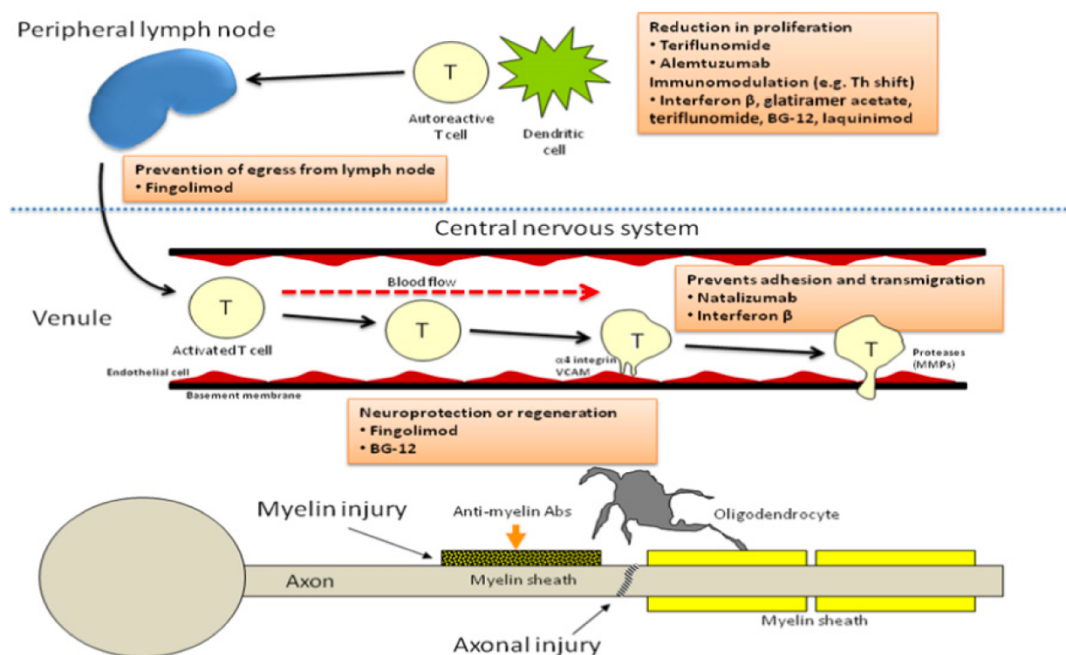 Peripheral lymph node
T
Autoreactive
T cell
Dendritic
cell
Reduction in proliferation
• Teriflunomide
• Alemtuzumab
Immunomodulation (e.g. Th shift)
• Interferon β, glatiramer acetate,
teriflunomide, BG-12, laquinimod
Prevention of egress from lymph node
• Fingolimod
Central nervous system
Venule
Blood flow
T
Activated T cell
T
T
α4 integrin
VCAM
Prevents adhesion and transmigration
• Natalizumab
• Interferon β
T
Proteases
(MMPs)
Endothelial cell
Basement membrane
Neuroprotection or regeneration
• Fingolimod
• BG-12
Myelin injury
Anti-myelin Abs
Oligodendrocyte
Axon
Myelin sheath
Myelin sheath
Axonal injury